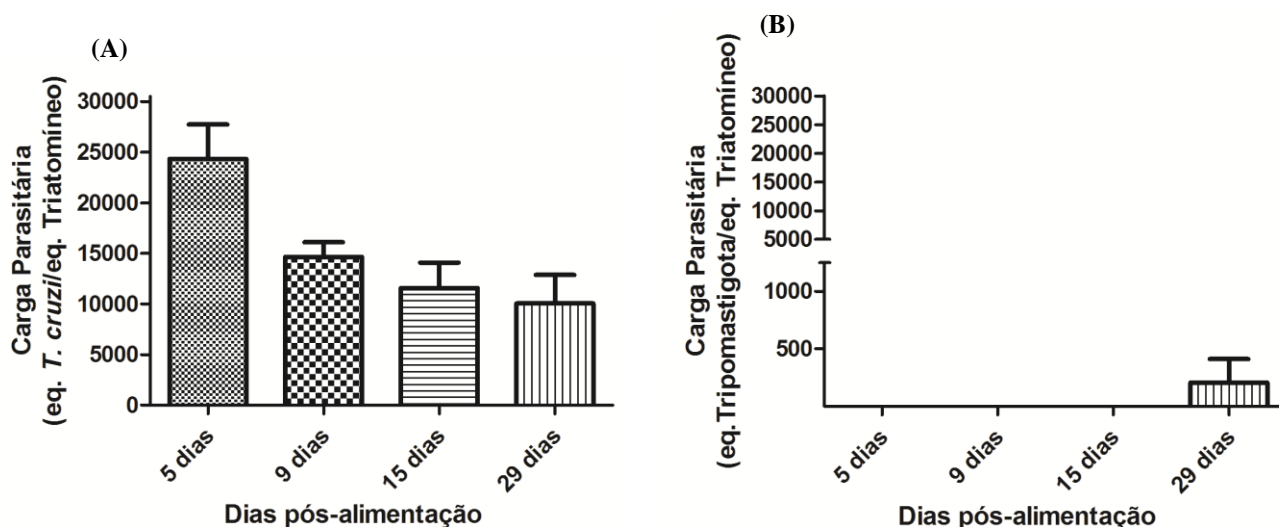 (A)
Carga Parasitária
(eq. T. cruzi/eq. Triatomíneo)
30000
25000
20000
15000
10000
5000
0
5 dias
9 dias
15 dias
29 dias
Dias pós-alimentação
(B)
Carga Parasitária
(eq.Tripomastigota/eq. Triatomíneo)
30000
25000
20000
15000
10000
5000
1000
500
5 dias
9 dias
15 dias
29 dias
Dias pós-alimentação